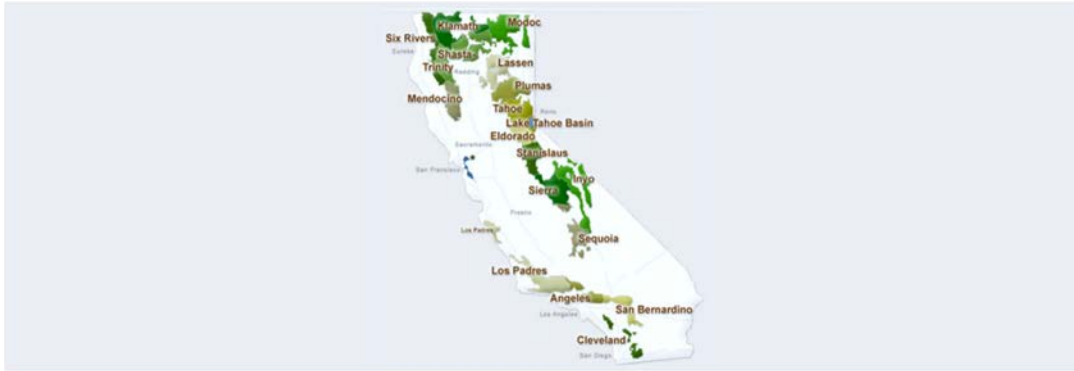 Klamath
Modoc
Six Rivers
Eureka
Shasta
Lassen
Trinity
Redding
Plumas
Mendocino
Tahoe
Reno
Lake Tahoe Basin
Eldorado
Sacramento
Stanislaus
San Francisco
Inyo
Sierra
Fresno
Los Padres
Sequoia
Los Padres
Angeles
San Bernardino
Los Angeles
Cleveland
San Diego